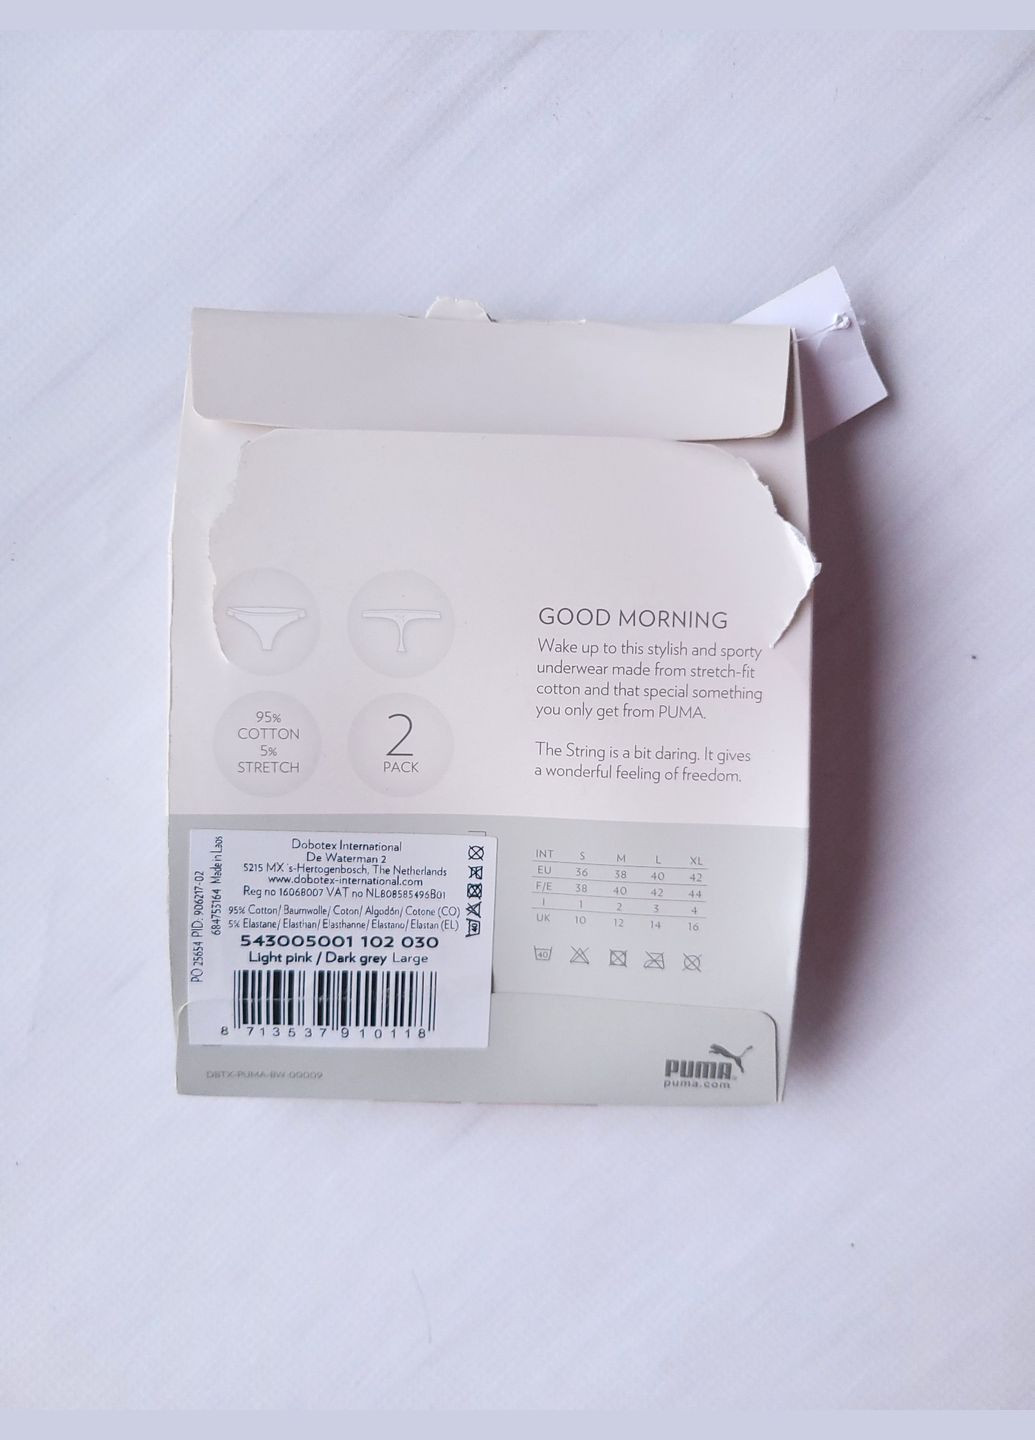 GOOD MORNING
Wake up to this stylish and sporty
underwear made from stretch-fit
cotton and that special something
you only get from PUMA.
The String is a bit daring. It gives
a wonderful feeling of freedom.
95%
COTTON
5%
STRETCH
2
PACK
PO 25654 PID: 906217-02
684753164 Made in Laos
Dobotex International
De Waterman 2
5215 MX 's-Hertogenbosch, The Netherlands
www.dobotex-international.com
Reg no 16068007 VAT no NL808585496B01
95% Cotton/ Baumwolle/ Coton/ Algodón/ Cotone (CO)
5% Elastane/ Elasthan/ Elasthanne/ Elastano/ Elastan (EL)
543005001 102 030
Light pink / Dark grey Large
8 713537 910118
40
INT S M L XL
EU 36 38 40 42
F/E 38 40 42 44
I 1 2 3 4
UK 10 12 14 16
40
DBTX-PUMA-BW-00009
PUMA
puma.com